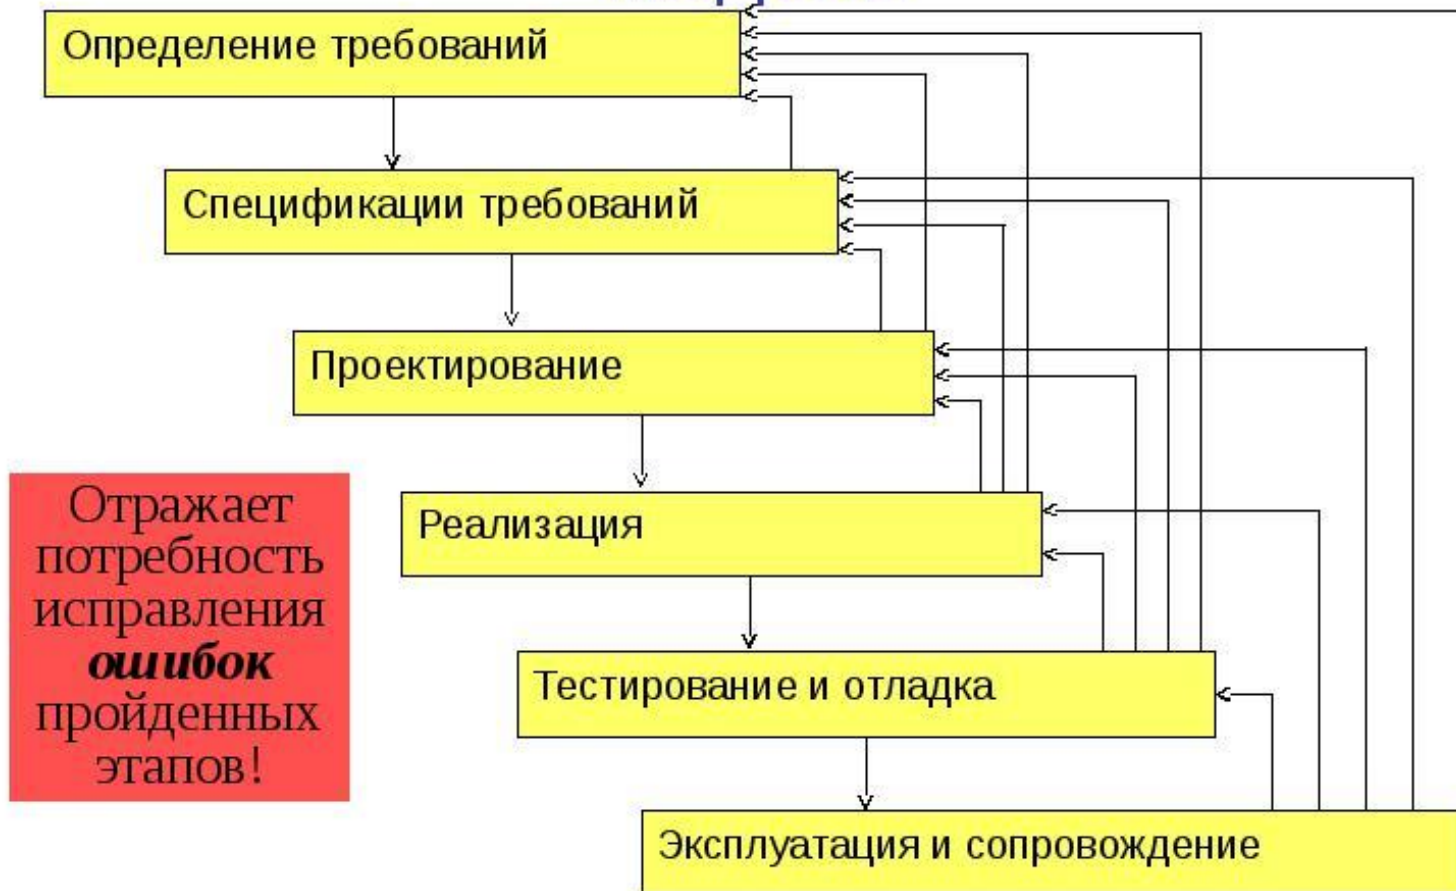 Определение требований
Спецификации требований
Проектирование
Реализация
Отражает
потребность
исправления
ошибок
пройденных
этапов!
Тестирование и отладка
Эксплуатация и сопровождение